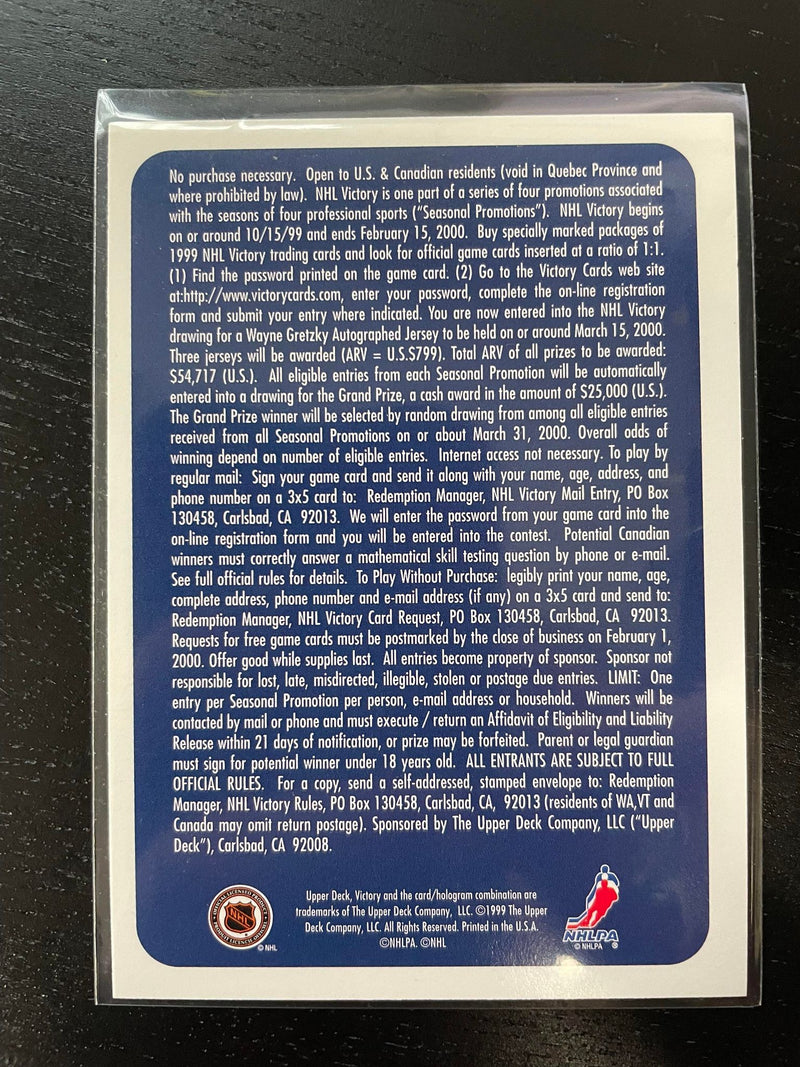 No purchase necessary. Open to U.S. & Canadian residents (void in Quebec Province and
where prohibited by law). NHL Victory is one part of a series of four promotions associated
with the seasons of four professional sports ("Seasonal Promotions"). NHL Victory begins
on or around 10/15/99 and ends February 15, 2000. Buy specially marked packages of
1999 NHL Victory trading cards and look for official game cards inserted at a ratio of 1:1.
(1) Find the password printed on the game card. (2) Go to the Victory Cards web site
at:http://www.victorycards.com, enter your password, complete the on-line registration
form and submit your entry where indicated. You are now entered into the NHL Victory
drawing for a Wayne Gretzky Autographed Jersey to be held on or around March 15, 2000.
Three jerseys will be awarded (ARV = U.S.$799). Total ARV of all prizes to be awarded:
$54,717 (U.S.). All eligible entries from each Seasonal Promotion will be automatically
entered into a drawing for the Grand Prize, a cash award in the amount of $25,000 (U.S.).
The Grand Prize winner will be selected by random drawing from among all eligible entries
received from all Seasonal Promotions on or about March 31, 2000. Overall odds of
winning depend on number of eligible entries. Internet access not necessary. To play by
regular mail: Sign your game card and send it along with your name, age, address, and
phone number on a 3x5 card to: Redemption Manager, NHL Victory Mail Entry, PO Box
130458, Carlsbad, CA 92013. We will enter the password from your game card into the
on-line registration form and you will be entered into the contest. Potential Canadian
winners must correctly answer a mathematical skill testing question by phone or e-mail.
See full official rules for details. To Play Without Purchase: legibly print your name, age,
complete address, phone number and e-mail address (if any) on a 3x5 card and send to:
Redemption Manager, NHL Victory Card Request, PO Box 130458, Carlsbad, CA 92013.
Requests for free game cards must be postmarked by the close of business on February 1,
2000. Offer good while supplies last. All entries become property of sponsor. Sponsor not
responsible for lost, late, misdirected, illegible, stolen or postage due entries. LIMIT: One
entry per Seasonal Promotion per person, e-mail address or household. Winners will be
contacted by mail or phone and must execute / return an Affidavit of Eligibility and Liability
Release within 21 days of notification, or prize may be forfeited. Parent or legal guardian
must sign for potential winner under 18 years old. ALL ENTRANTS ARE SUBJECT TO FULL
OFFICIAL RULES. For a copy, send a self-addressed, stamped envelope to: Redemption
Manager, NHL Victory Rules, PO Box 130458, Carlsbad, CA, 92013 (residents of WA,VT and
Canada may omit return postage). Sponsored by The Upper Deck Company, LLC ("Upper
Deck"), Carlsbad, CA 92008.
Upper Deck, Victory and the card/hologram combination are
trademarks of The Upper Deck Company, LLC. ©1999 The Upper
Deck Company, LLC. All Rights Reserved. Printed in the U.S.A.
©NHLPA. ©NHL
NHL
© NHL
NHLPA
© NHLPA ®